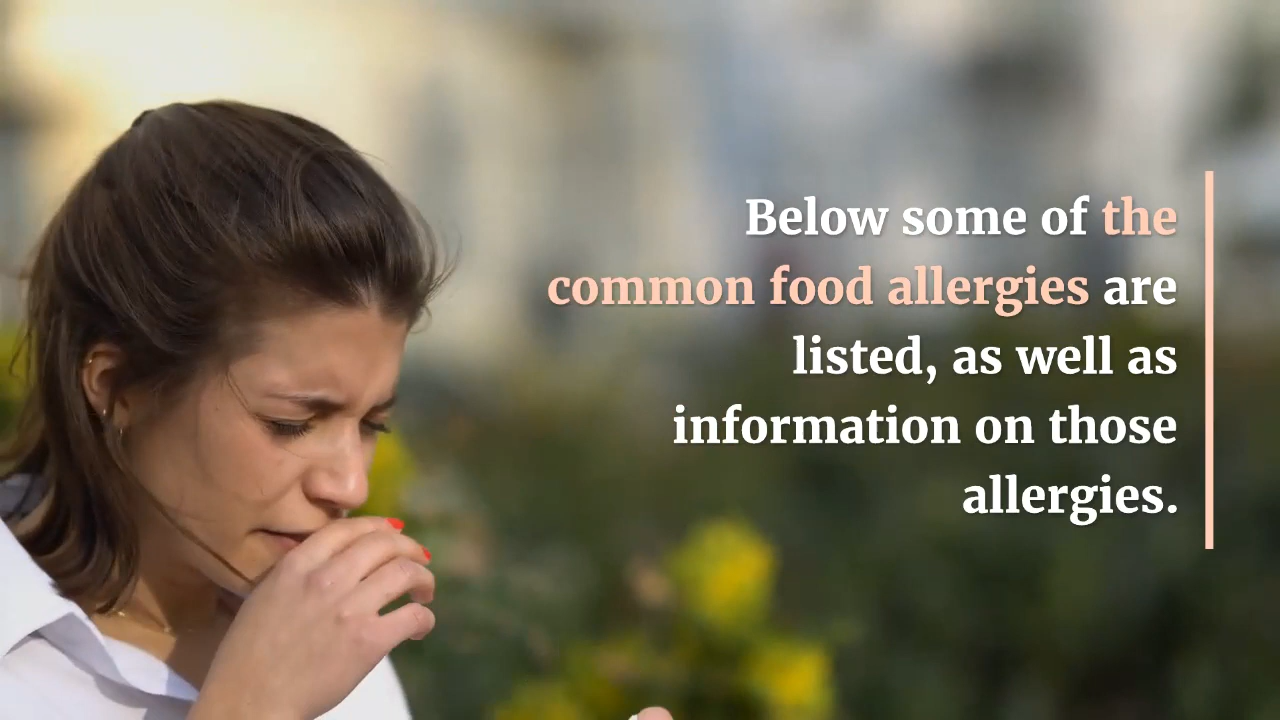 Below some of the
common food allergies are
listed, as well as
information on those
allergies.